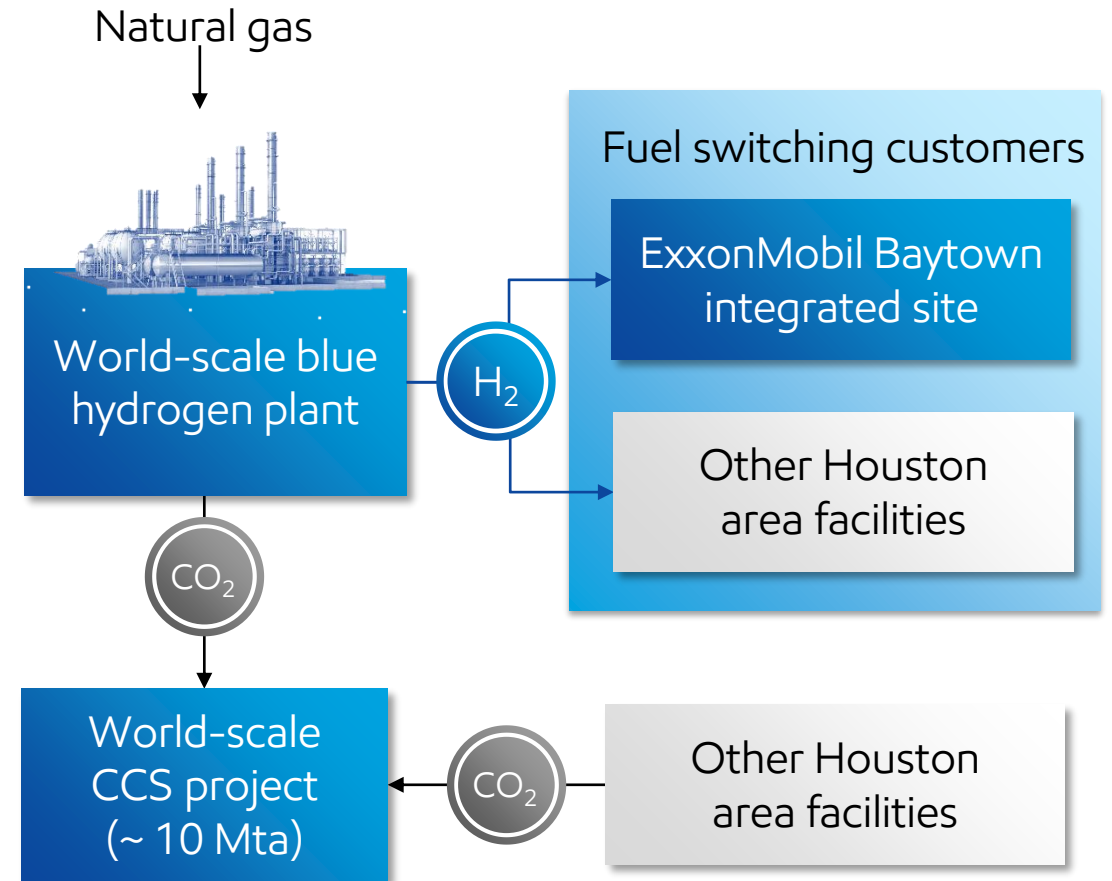 Natural gas
World-scale blue
hydrogen plant
H₂
Fuel switching customers
ExxonMobil Baytown
integrated site
Other Houston
area facilities
CO₂
World-scale
CCS project
(~ 10 Mta)
CO₂
Other Houston
area facilities